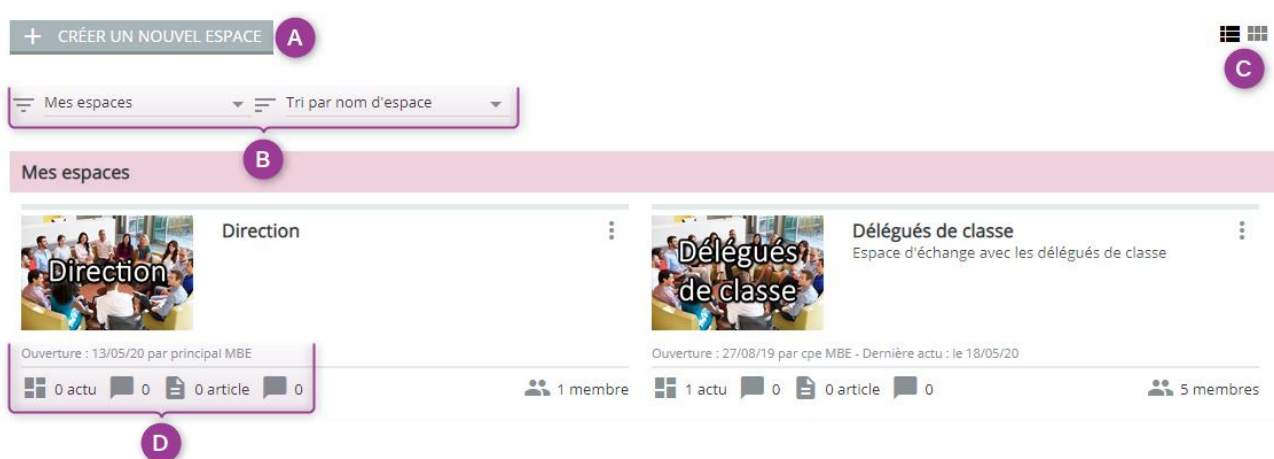 CRÉER UN NOUVEL ESPACE A
C
Mes espaces Tri par nom d'espace
B
Mes espaces
Direction
Direction
Délégués de classe
Délégués de classe
Espace d'échange avec les délégués de classe
Ouverture : 13/05/20 par principal MBE
Ouverture : 27/08/19 par cpe MBE - Dernière actu : le 18/05/20
0 actu 0 0 article 0 1 membre
1 actu 0 0 article 0 5 membres
D